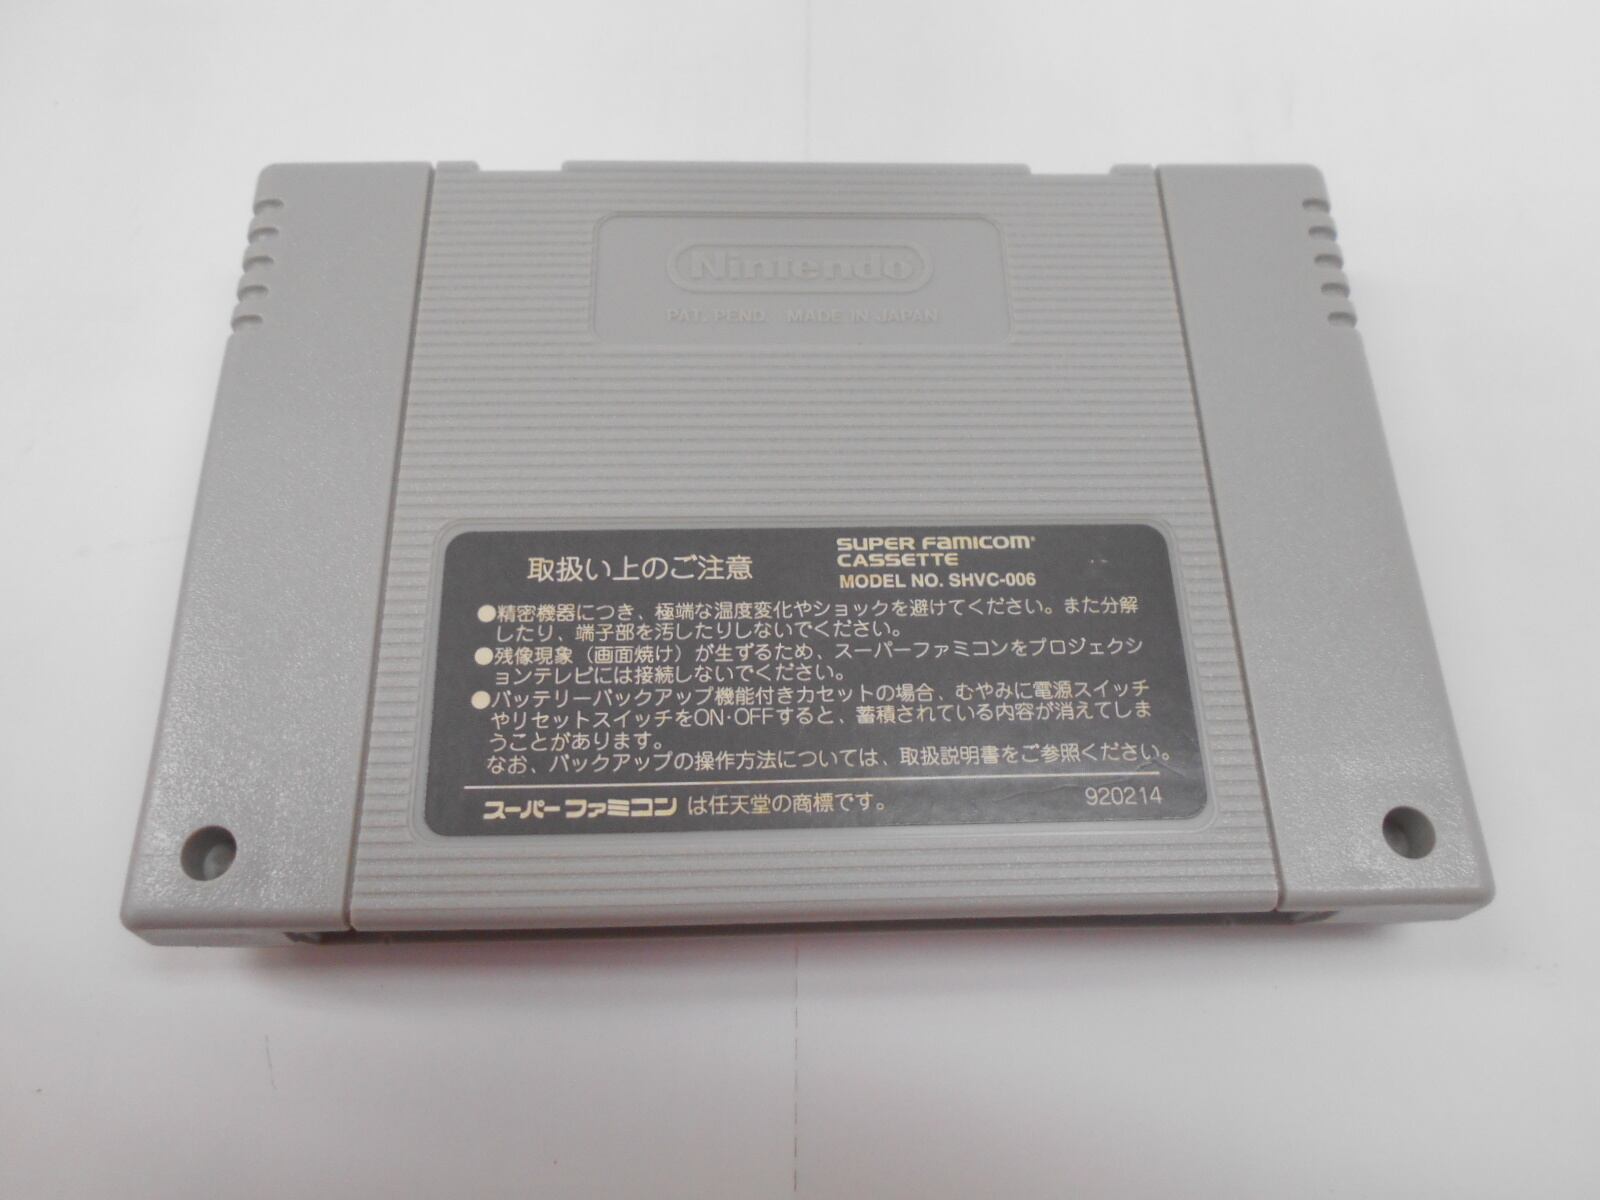 Nintendo
PAT. PEND. MADE IN JAPAN
取扱い上のご注意
SUPER FAMICOM
CASSETTE
MODEL NO. SHVC-006
●精密機器につき、極端な温度変化やショックを避けてください。また分解
したり、端子部を汚したりしないでください。
●残像現象（画面焼け）が生ずるため、スーパーファミコンをプロジェクシ
ョンテレビには接続しないでください。
●バッテリーバックアップ機能付きカセットの場合、むやみに電源スイッチ
やリセットスイッチをON·OFFすると、蓄積されている内容が消えてしま
うことがあります。
なお、バックアップの操作方法については、取扱説明書をご参照ください。
スーパーファミコン は任天堂の商標です。
920214